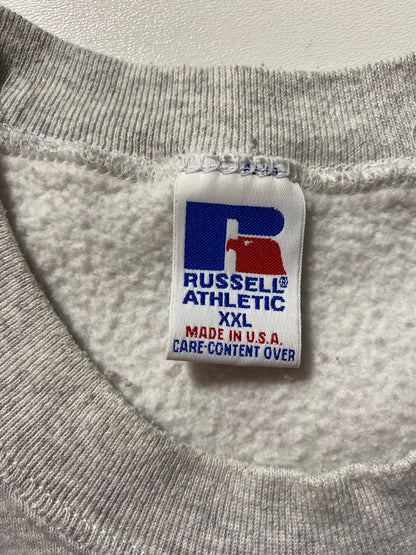 R
RUSSELL®
ATHLETIC
XXL
MADE IN U.S.A.
CARE-CONTENT OVER